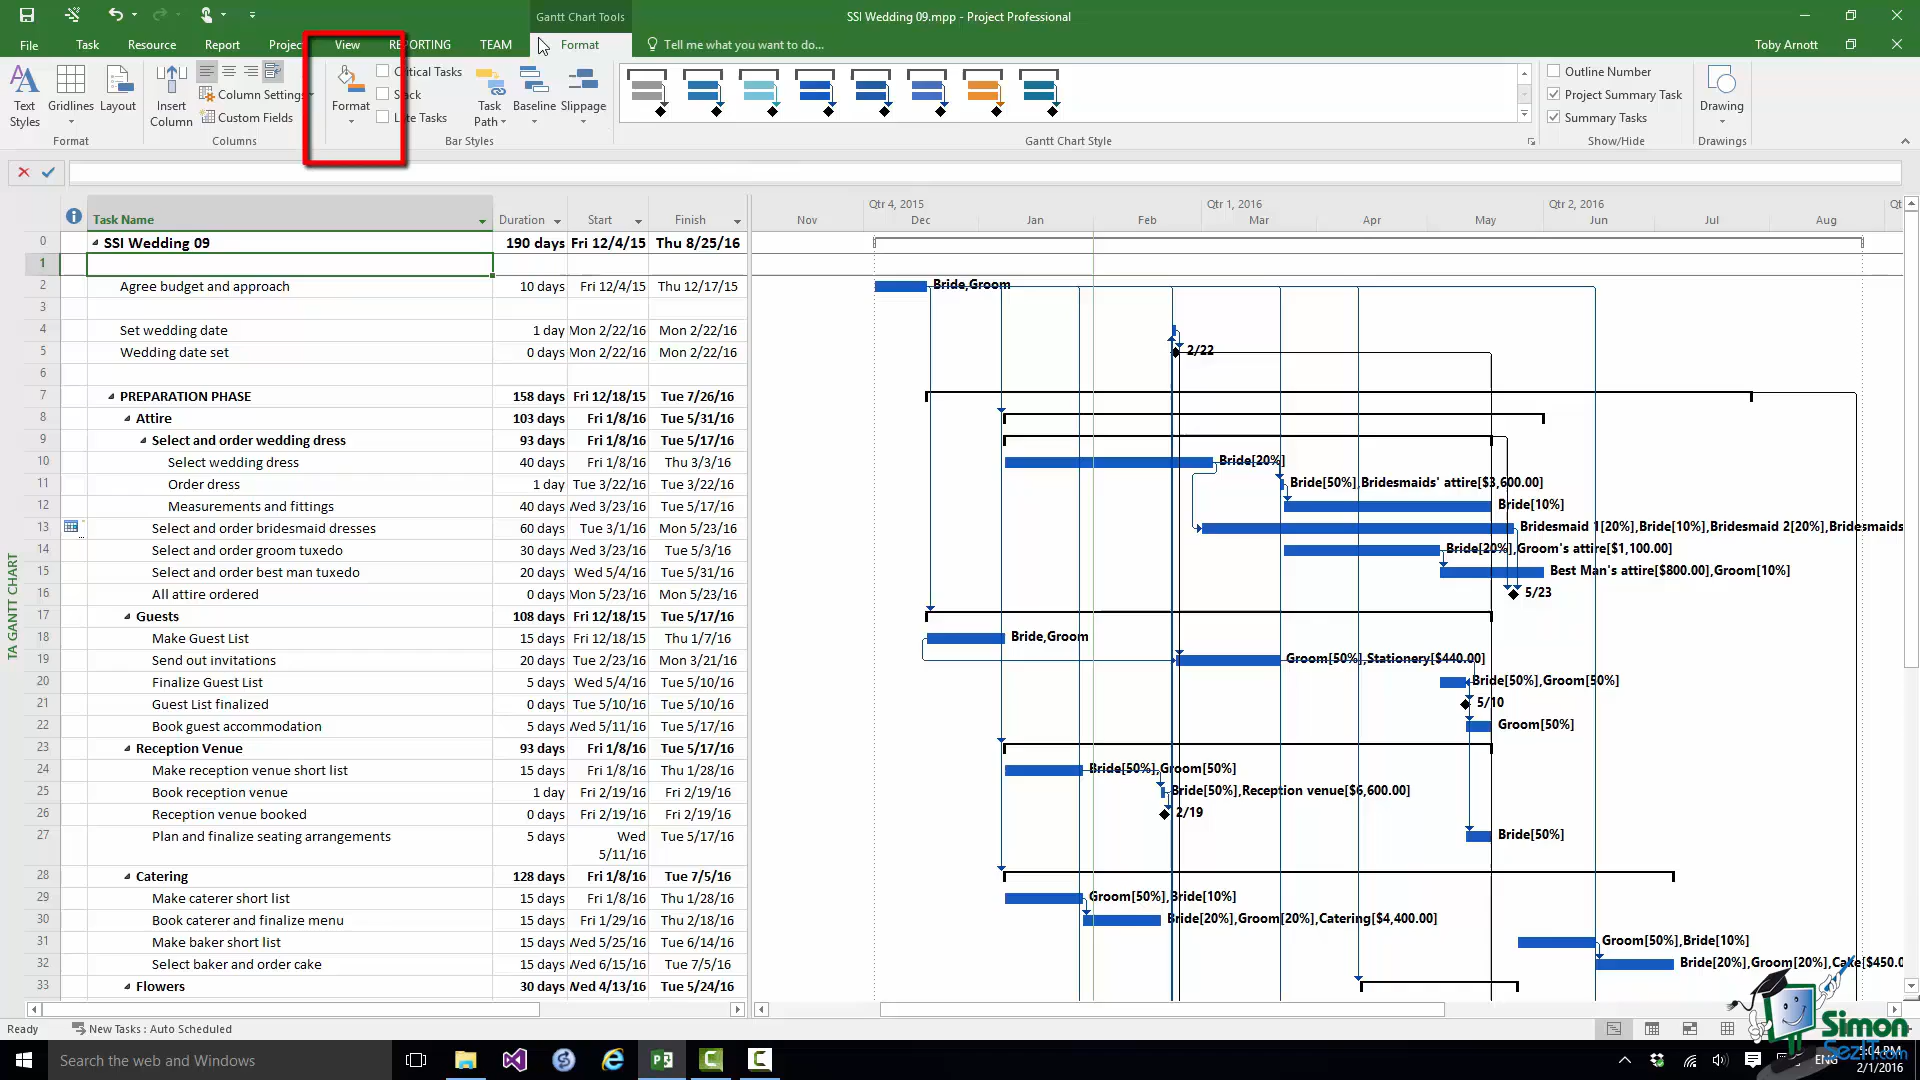 Gantt Chart Tools
SSI Wedding 09.mpp - Project Professional
File Task Resource Report Project View REPORTING TEAM Format Tell me what you want to do... Toby Arnott
Text Styles
Gridlines
Layout
Format
Insert Column
Column Settings
Custom Fields
Columns
Format
Critical Tasks
Slack
Late Tasks
Task Path
Baseline
Slippage
Bar Styles
Gantt Chart Style
Outline Number
Project Summary Task
Summary Tasks
Show/Hide
Drawing
Drawings
Task Name Duration Start Finish
Qtr 4, 2015 Qtr 1, 2016 Qtr 2, 2016 Qt
Nov Dec Jan Feb Mar Apr May Jun Jul Aug
TA GANTT CHART
0 SSI Wedding 09 190 days Fri 12/4/15 Thu 8/25/16
1
2 Agree budget and approach 10 days Fri 12/4/15 Thu 12/17/15 Bride,Groom
3
4 Set wedding date 1 day Mon 2/22/16 Mon 2/22/16
5 Wedding date set 0 days Mon 2/22/16 Mon 2/22/16 2/22
6
7 PREPARATION PHASE 158 days Fri 12/18/15 Tue 7/26/16
8 Attire 103 days Fri 1/8/16 Tue 5/31/16
9 Select and order wedding dress 93 days Fri 1/8/16 Tue 5/17/16
10 Select wedding dress 40 days Fri 1/8/16 Thu 3/3/16 Bride[20%]
11 Order dress 1 day Tue 3/22/16 Tue 3/22/16 Bride[50%],Bridesmaids' attire[$3,600.00]
12 Measurements and fittings 40 days Wed 3/23/16 Tue 5/17/16 Bride[10%]
13 Select and order bridesmaid dresses 60 days Tue 3/1/16 Mon 5/23/16 Bridesmaid 1[20%],Bride[10%],Bridesmaid 2[20%],Bridesmaids
14 Select and order groom tuxedo 30 days Wed 3/23/16 Tue 5/3/16 Bride[20%],Groom's attire[$1,100.00]
15 Select and order best man tuxedo 20 days Wed 5/4/16 Tue 5/31/16 Best Man's attire[$800.00],Groom[10%]
16 All attire ordered 0 days Mon 5/23/16 Mon 5/23/16 5/23
17 Guests 108 days Fri 12/18/15 Tue 5/17/16
18 Make Guest List 15 days Fri 12/18/15 Thu 1/7/16 Bride,Groom
19 Send out invitations 20 days Tue 2/23/16 Mon 3/21/16 Groom[50%],Stationery[$440.00]
20 Finalize Guest List 5 days Wed 5/4/16 Tue 5/10/16 Bride[50%],Groom[50%]
21 Guest List finalized 0 days Tue 5/10/16 Tue 5/10/16 5/10
22 Book guest accommodation 5 days Wed 5/11/16 Tue 5/17/16 Groom[50%]
23 Reception Venue 93 days Fri 1/8/16 Tue 5/17/16
24 Make reception venue short list 15 days Fri 1/8/16 Thu 1/28/16 Bride[50%],Groom[50%]
25 Book reception venue 1 day Fri 2/19/16 Fri 2/19/16 Bride[50%],Reception venue[$6,600.00]
26 Reception venue booked 0 days Fri 2/19/16 Fri 2/19/16 2/19
27 Plan and finalize seating arrangements 5 days Wed 5/11/16 Tue 5/17/16 Bride[50%]
28 Catering 128 days Fri 1/8/16 Tue 7/5/16
29 Make caterer short list 15 days Fri 1/8/16 Thu 1/28/16 Groom[50%],Bride[10%]
30 Book caterer and finalize menu 15 days Fri 1/29/16 Thu 2/18/16 Bride[20%],Groom[20%],Catering[$4,400.00]
31 Make baker short list 15 days Wed 5/25/16 Tue 6/14/16 Groom[50%],Bride[10%]
32 Select baker and order cake 15 days Wed 6/15/16 Tue 7/5/16 Bride[20%],Groom[20%],Cake[$450.0
33 Flowers 30 days Wed 4/13/16 Tue 5/24/16
Ready New Tasks : Auto Scheduled
Simon SezIT.com
Search the web and Windows
ENG
5:04 PM
2/1/2016